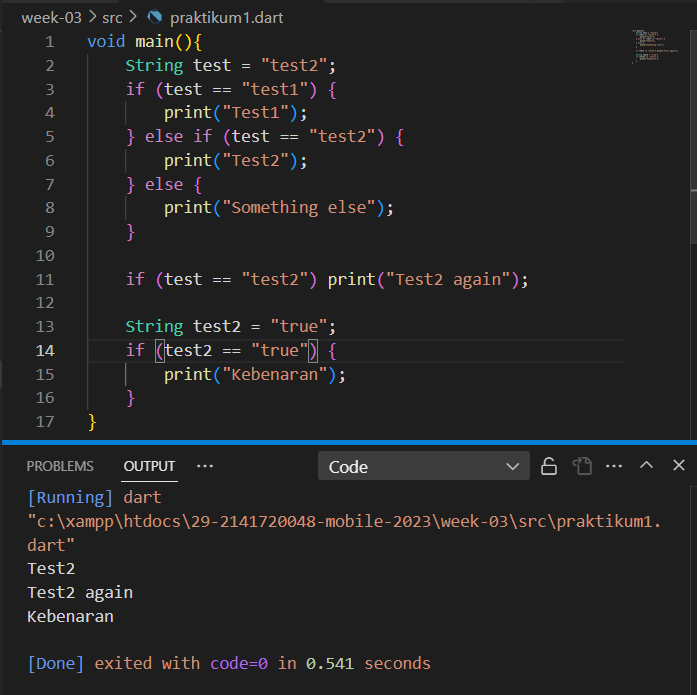 week-03 > src > praktikum1.dart
1 void main(){
2 String test = "test2";
3 if (test == "test1") {
4 print("Test1");
5 } else if (test == "test2") {
6 print("Test2");
7 } else {
8 print("Something else");
9 }
10
11 if (test == "test2") print("Test2 again");
12
13 String test2 = "true";
14 if (test2 == "true") {
15 print("Kebenaran");
16 }
17 }
PROBLEMS OUTPUT ··· Code ···
[Running] dart
"c:\xampp\htdocs\29-2141720048-mobile-2023\week-03\src\praktikum1.
dart"
Test2
Test2 again
Kebenaran
[Done] exited with code=0 in 0.541 seconds